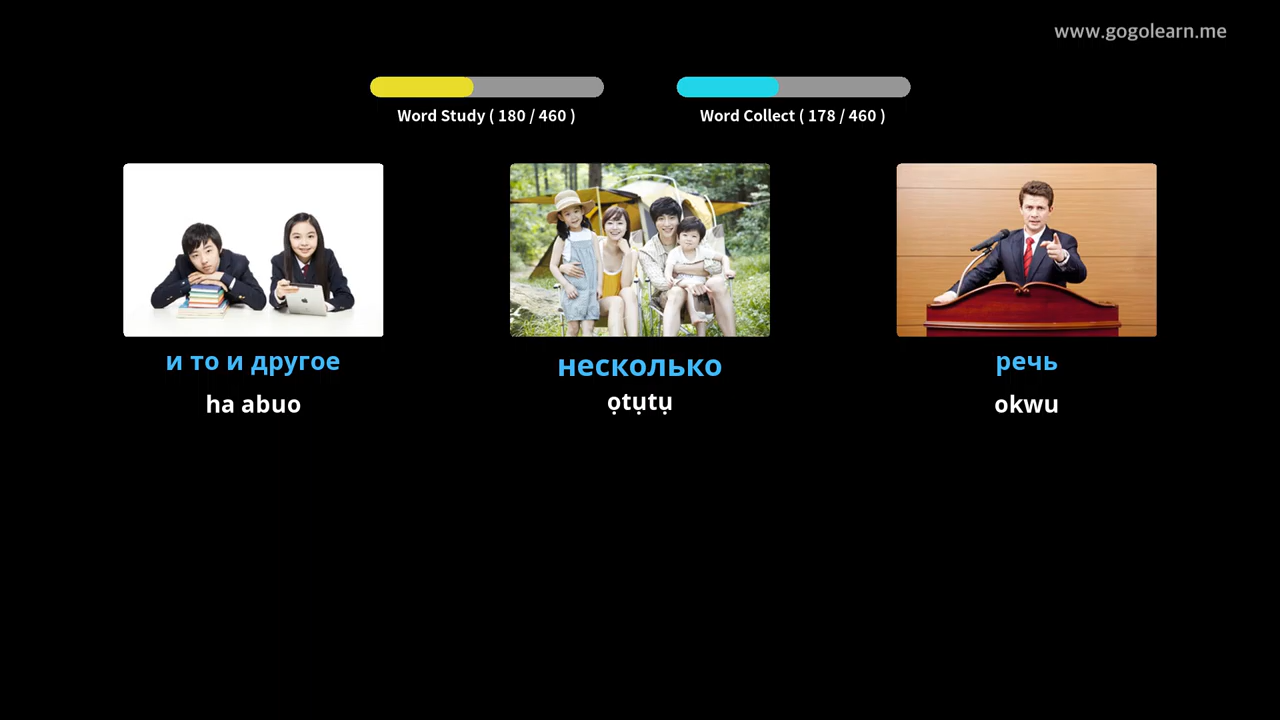 www.gogolearn.me
Word Study ( 180 / 460 )
Word Collect ( 178 / 460 )
и то и другое
ha abuo
несколько
ọtụtụ
речь
okwu